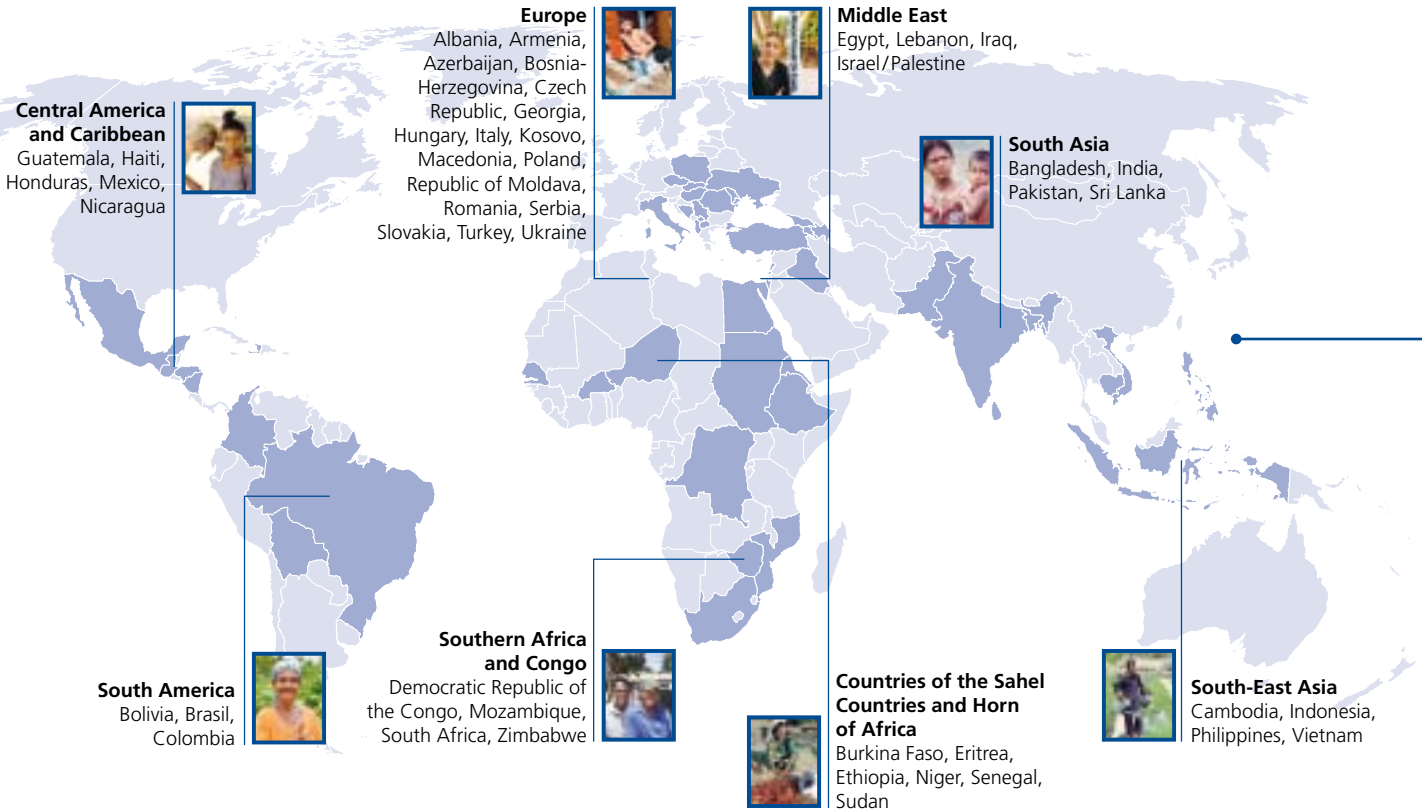 Europe
Albania, Armenia,
Azerbaijan, Bosnia-
Herzegovina, Czech
Republic, Georgia,
Hungary, Italy, Kosovo,
Macedonia, Poland,
Republic of Moldava,
Romania, Serbia,
Slovakia, Turkey, Ukraine
Middle East
Egypt, Lebanon, Iraq,
Israel/Palestine
Central America
and Caribbean
Guatemala, Haiti,
Honduras, Mexico,
Nicaragua
South Asia
Bangladesh, India,
Pakistan, Sri Lanka
South America
Bolivia, Brasil,
Colombia
Southern Africa
and Congo
Democratic Republic of
the Congo, Mozambique,
South Africa, Zimbabwe
Countries of the Sahel
Countries and Horn
of Africa
Burkina Faso, Eritrea,
Ethiopia, Niger, Senegal,
Sudan
South-East Asia
Cambodia, Indonesia,
Philippines, Vietnam